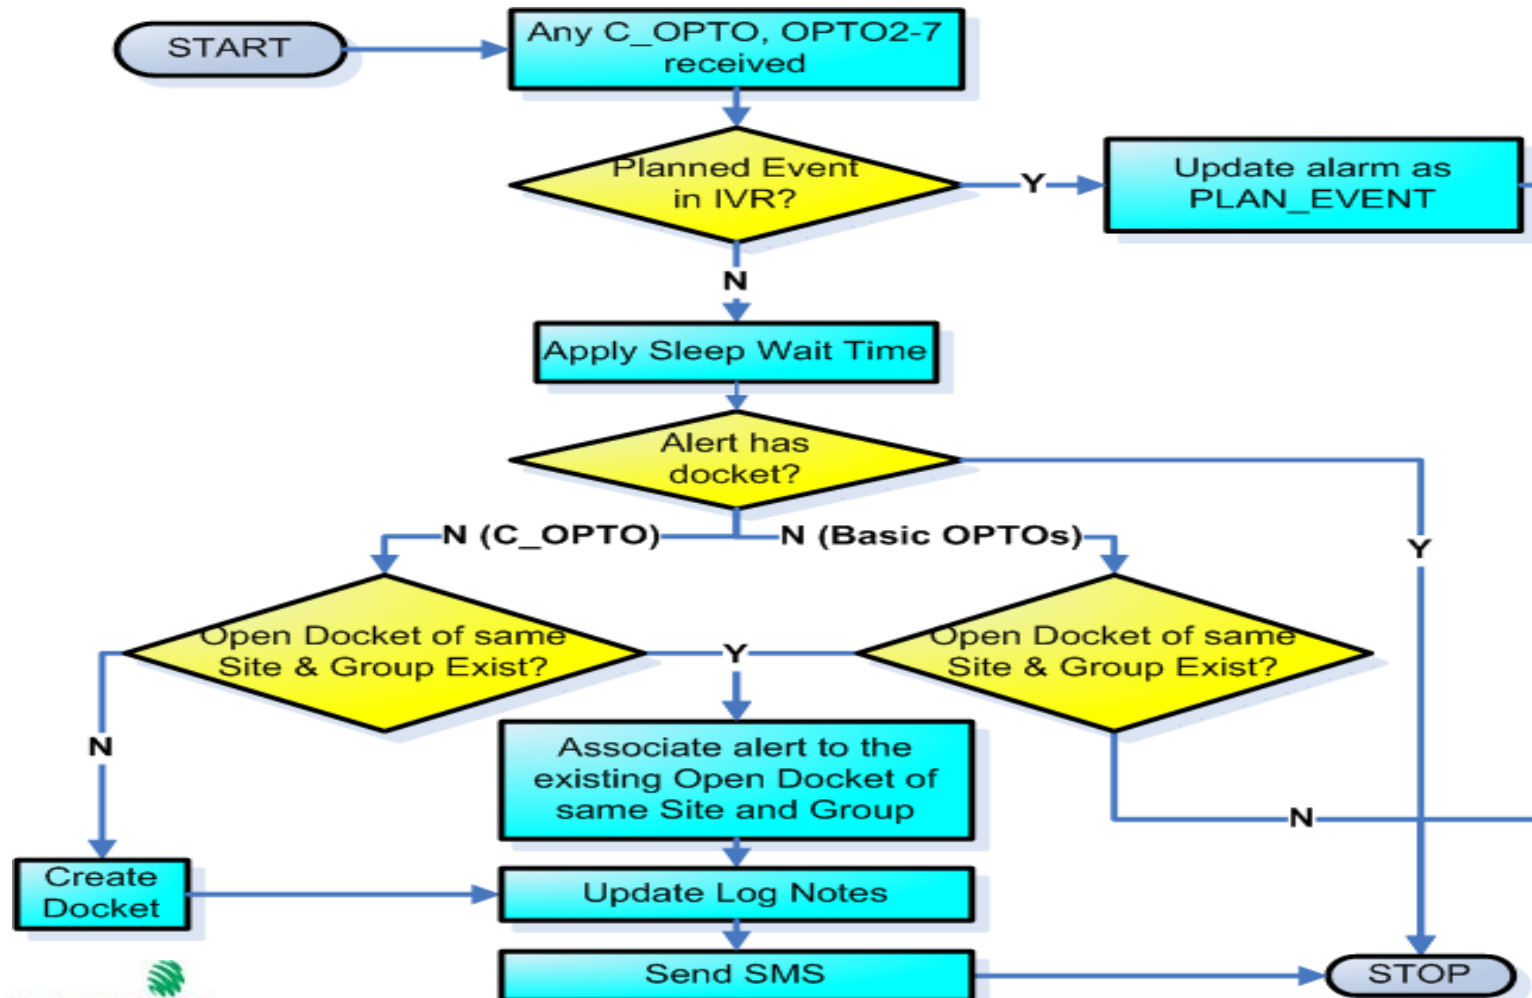 START
Any C_OPTO, OPTO2-7
received
Planned Event
in IVR?
Y
Update alarm as
PLAN_EVENT
N
Apply Sleep Wait Time
Alert has
docket?
N (C_OPTO)
N (Basic OPTOs)
Y
Open Docket of same
Site & Group Exist?
Y
Open Docket of same
Site & Group Exist?
N
Associate alert to the
existing Open Docket of
same Site and Group
N
Create
Docket
Update Log Notes
Send SMS
STOP